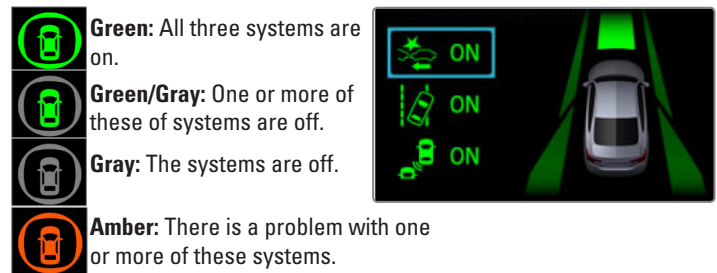 Green: All three systems are
on.
Green/Gray: One or more of
these of systems are off.
Gray: The systems are off.
Amber: There is a problem with one
or more of these systems.
ON
ON
ON